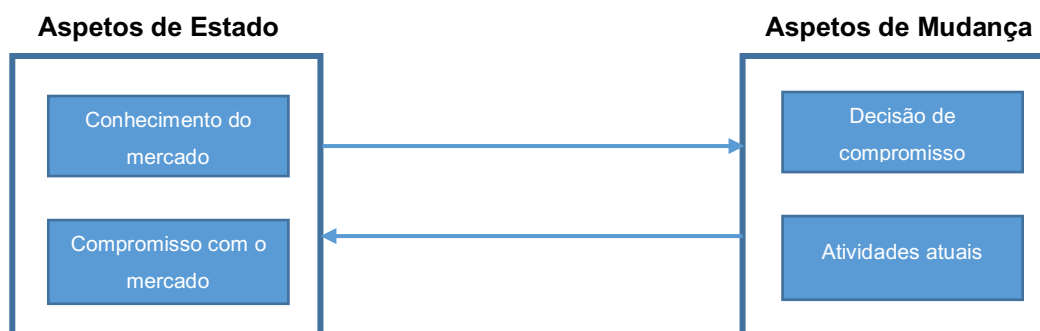 Aspetos de Estado
Aspetos de Mudança
Conhecimento do
mercado
Decisão de
compromisso
Compromisso com o
mercado
Atividades atuais